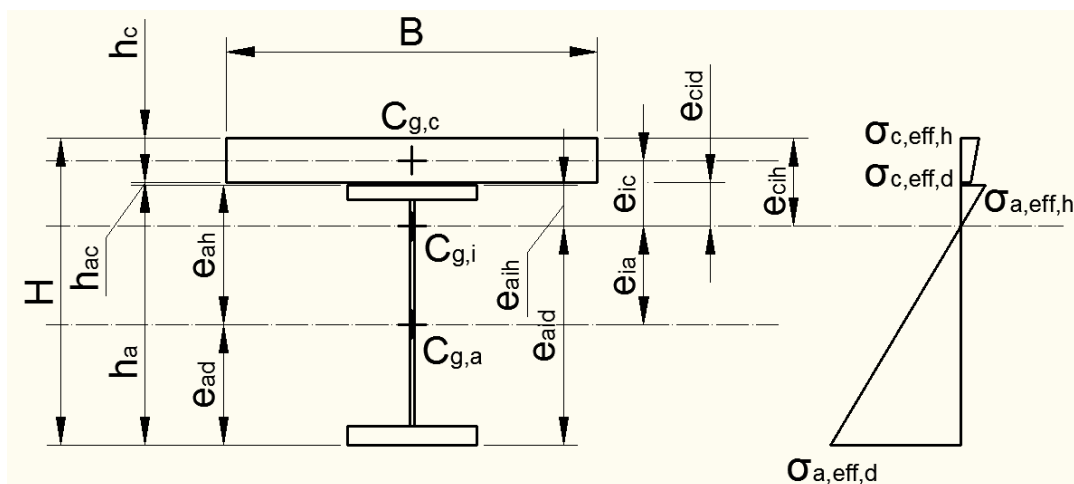 hc
B
ecid
Cg,c
σc,eff,h
σc,eff,d
σa,eff,h
eic
ecih
hac
eah
Cg,i
eaih
eia
H
ha
ead
Cg,a
eaid
σa,eff,d